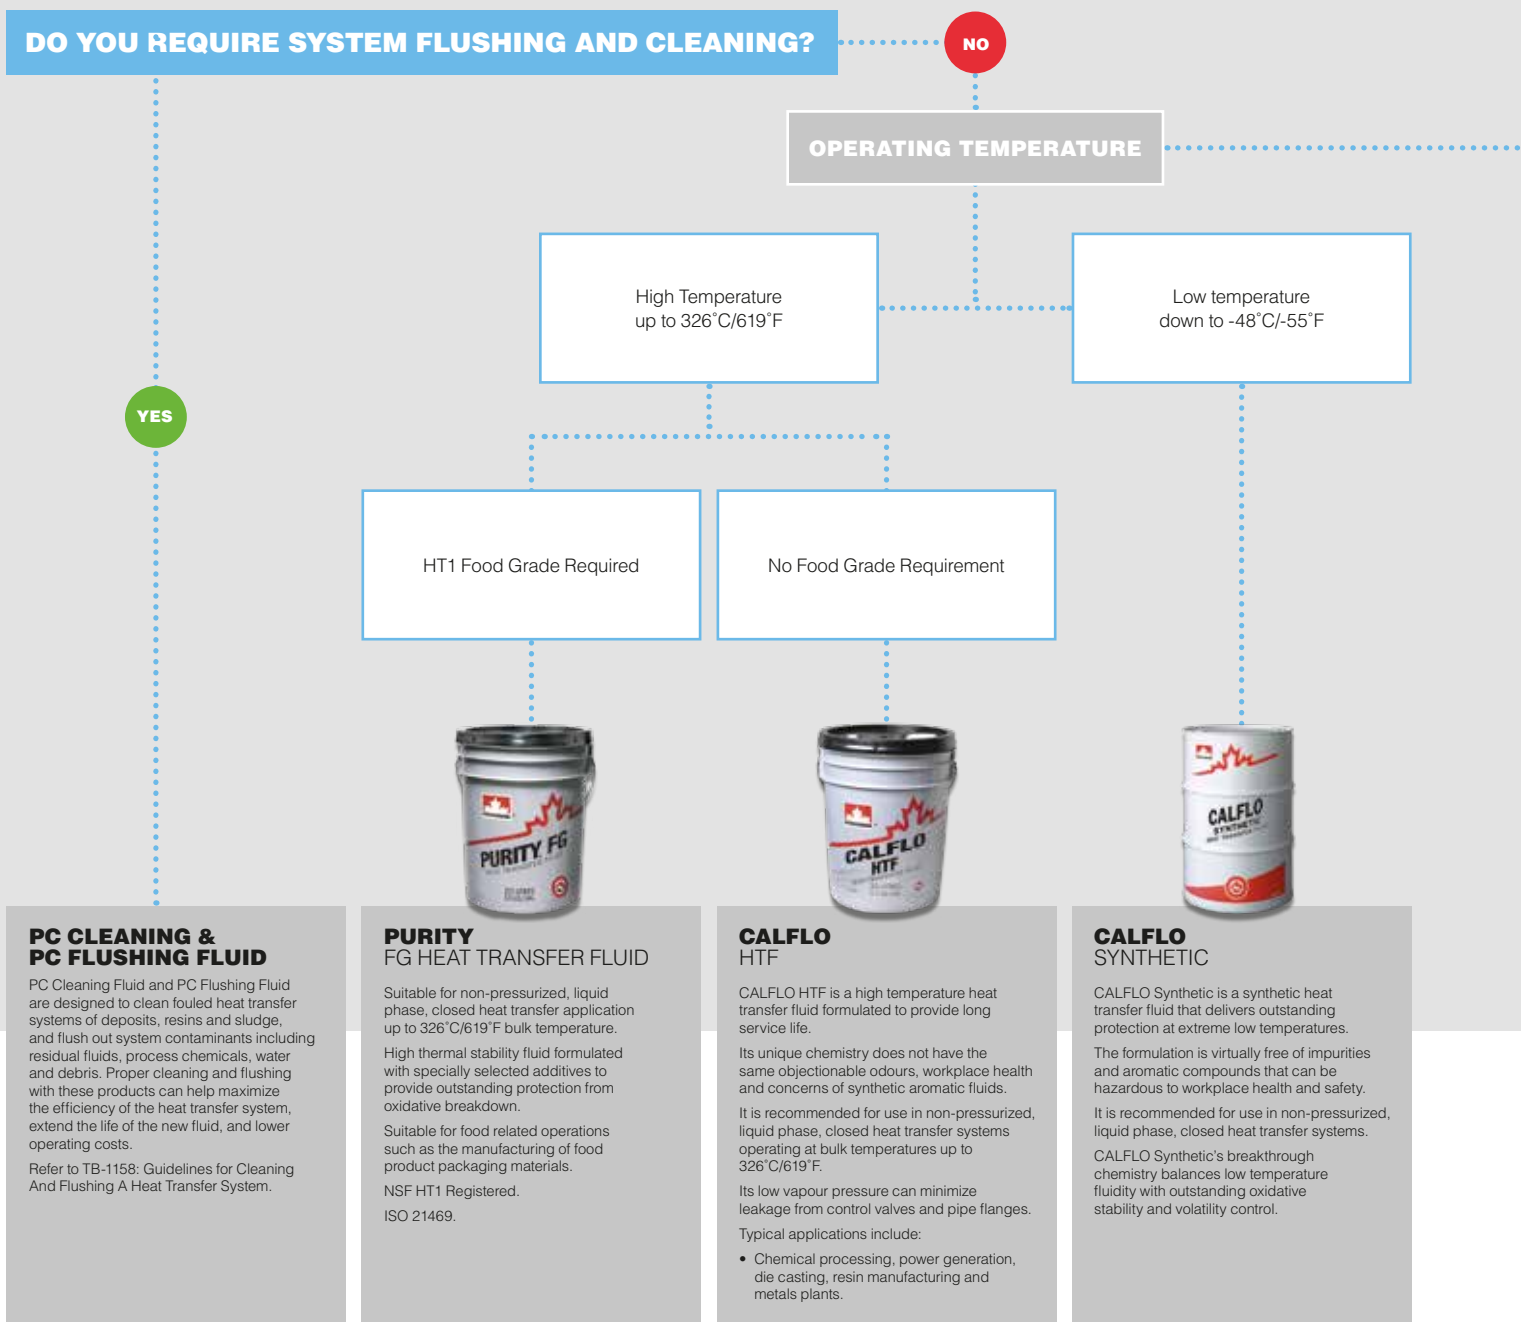 DO YOU REQUIRE SYSTEM FLUSHING AND CLEANING?
NO
OPERATING TEMPERATURE
High Temperature
up to 326˚C/619˚F
Low temperature
down to -48˚C/-55˚F
YES
HT1 Food Grade Required
No Food Grade Requirement
PURITY FG
CALFLO
HTF
CALFLO
SYNTHETIC
PC CLEANING &
PC FLUSHING FLUID
PC Cleaning Fluid and PC Flushing Fluid
are designed to clean fouled heat transfer
systems of deposits, resins and sludge,
and flush out system contaminants including
residual fluids, process chemicals, water
and debris. Proper cleaning and flushing
with these products can help maximize
the efficiency of the heat transfer system,
extend the life of the new fluid, and lower
operating costs.
Refer to TB-1158: Guidelines for Cleaning
And Flushing A Heat Transfer System.
PURITY
FG HEAT TRANSFER FLUID
Suitable for non-pressurized, liquid
phase, closed heat transfer application
up to 326˚C/619˚F bulk temperature.
High thermal stability fluid formulated
with specially selected additives to
provide outstanding protection from
oxidative breakdown.
Suitable for food related operations
such as the manufacturing of food
product packaging materials.
NSF HT1 Registered.
ISO 21469.
CALFLO
HTF
CALFLO HTF is a high temperature heat
transfer fluid formulated to provide long
service life.
Its unique chemistry does not have the
same objectionable odours, workplace health
and concerns of synthetic aromatic fluids.
It is recommended for use in non-pressurized,
liquid phase, closed heat transfer systems
operating at bulk temperatures up to
326˚C/619˚F.
Its low vapour pressure can minimize
leakage from control valves and pipe flanges.
Typical applications include:
• Chemical processing, power generation,
die casting, resin manufacturing and
metals plants.
CALFLO
SYNTHETIC
CALFLO Synthetic is a synthetic heat
transfer fluid that delivers outstanding
protection at extreme low temperatures.
The formulation is virtually free of impurities
and aromatic compounds that can be
hazardous to workplace health and safety.
It is recommended for use in non-pressurized,
liquid phase, closed heat transfer systems.
CALFLO Synthetic's breakthrough
chemistry balances low temperature
fluidity with outstanding oxidative
stability and volatility control.